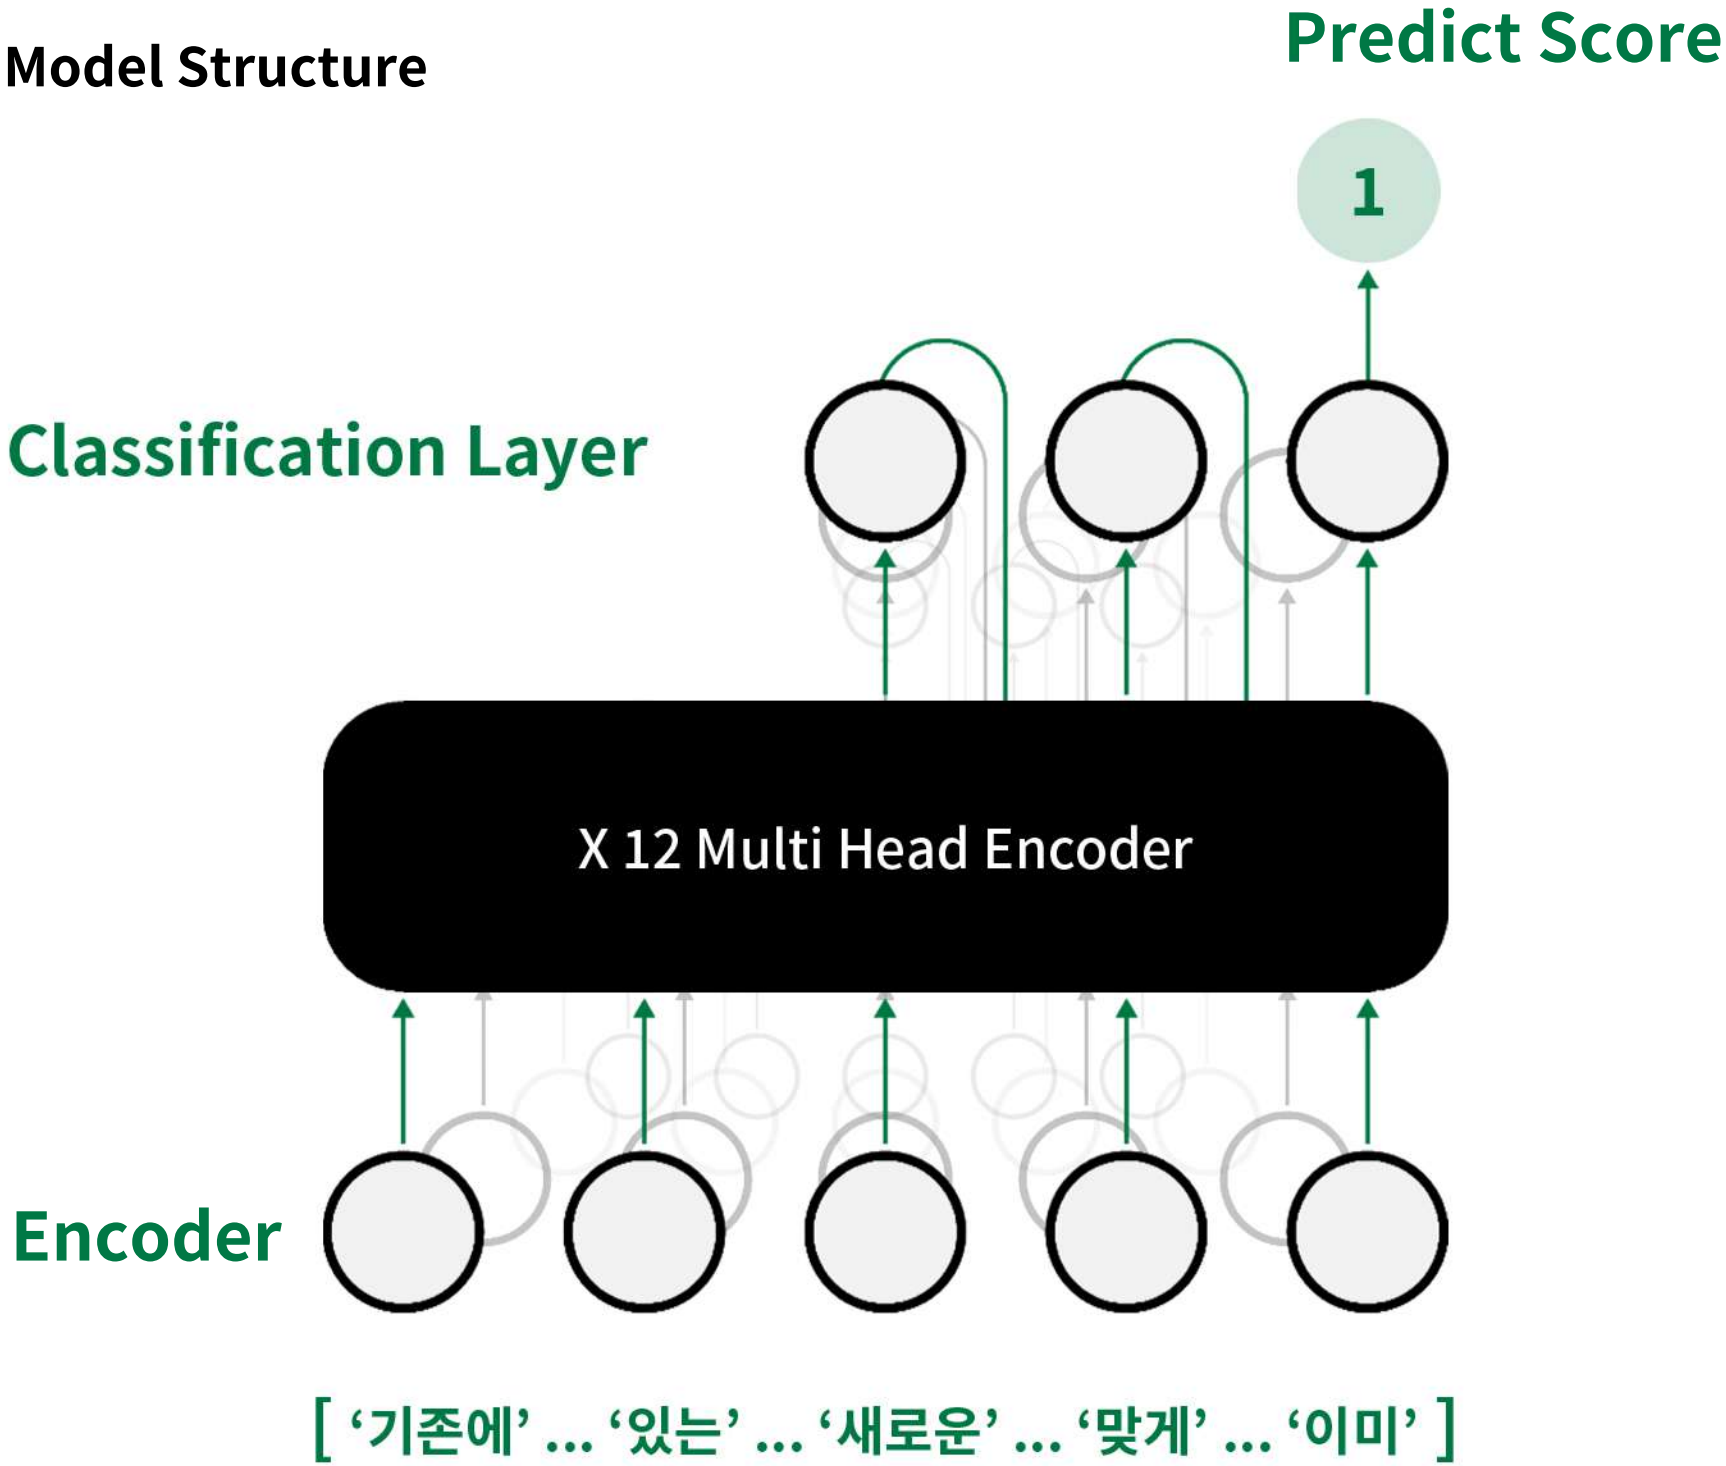 Model Structure
Predict Score
1
Classification Layer
X 12 Multi Head Encoder
Encoder
[ ‘기존에’ ... ‘있는’ ... ‘새로운’ ... ‘맞게’ ... ‘이미’ ]